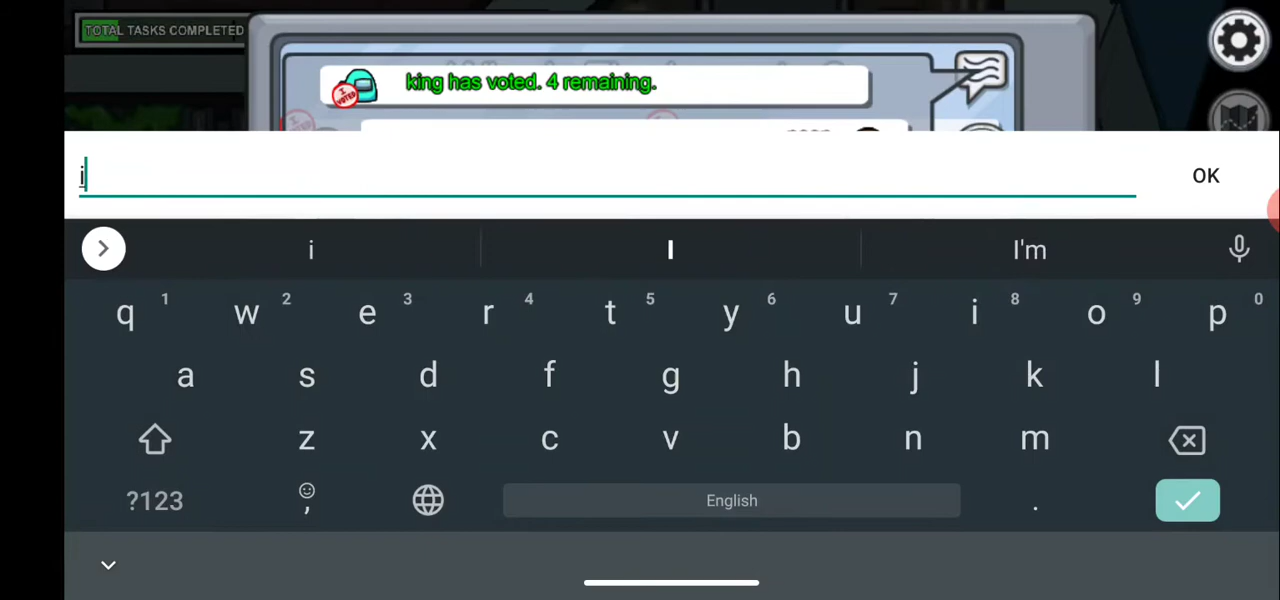 TOTAL TASKS COMPLETED
king has voted. 4 remaining.
I VOTED
i
OK
i I I'm
q 1 w 2 e 3 r 4 t 5 y 6 u 7 i 8 o 9 p 0
a s d f g h j k l
z x c v b n m
?123 , English .